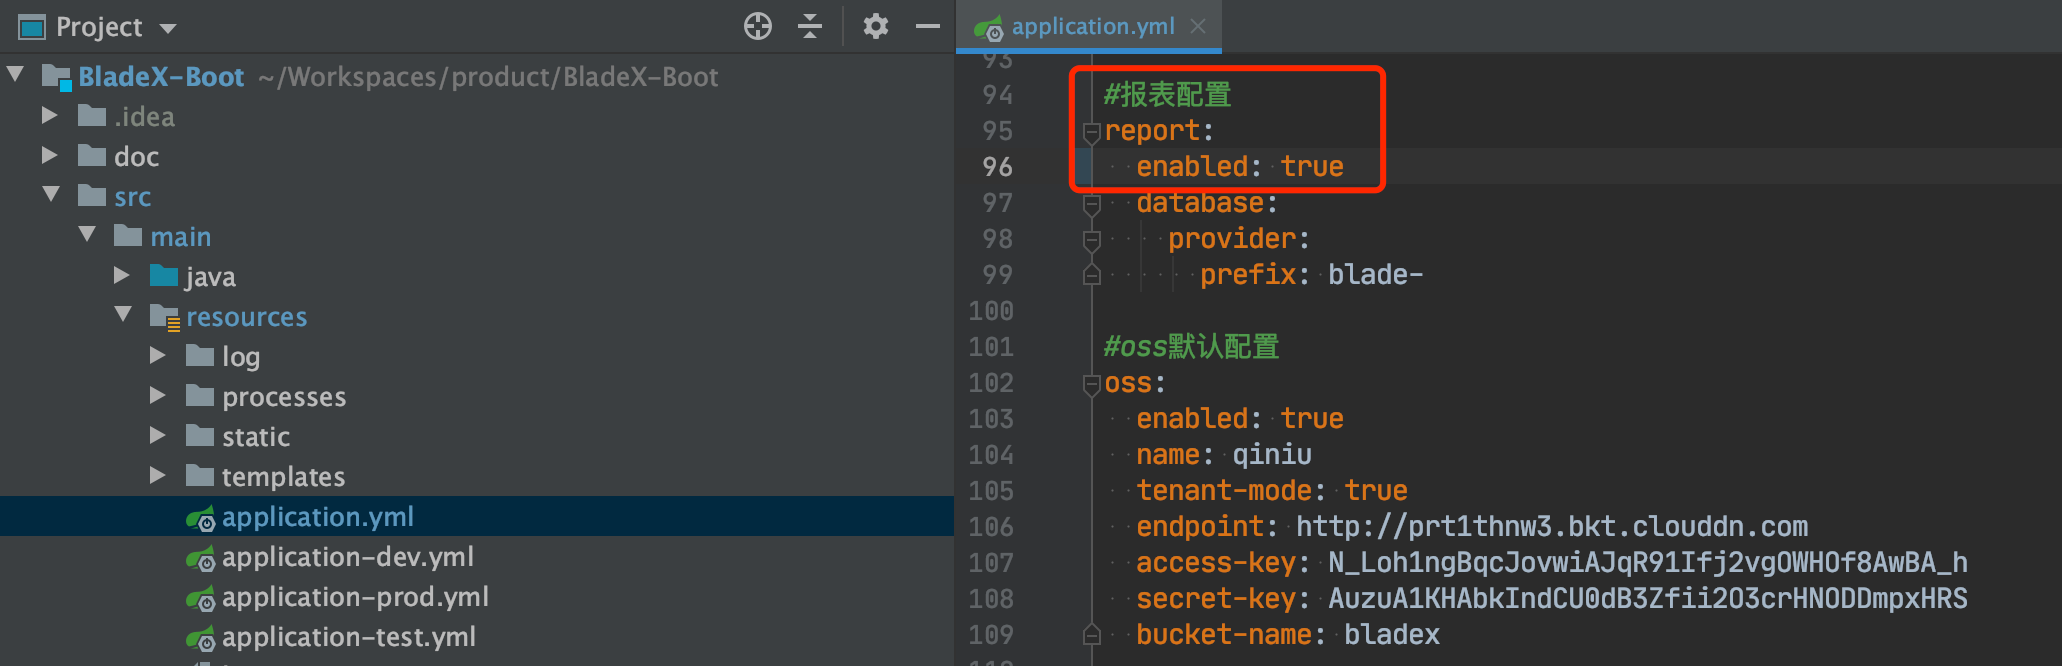 Project
BladeX-Boot ~/Workspaces/product/BladeX-Boot
.idea
doc
src
main
java
resources
log
processes
static
templates
application.yml
application-dev.yml
application-prod.yml
application-test.yml
application.yml
93
94 #报表配置
95 report:
96 enabled: true
97 database:
98 provider:
99 prefix: blade-
100
101 #oss默认配置
102 oss:
103 enabled: true
104 name: qiniu
105 tenant-mode: true
106 endpoint: http://prt1thnw3.bkt.clouddn.com
107 access-key: N_Loh1ngBqcJovwiAJqR91Ifj2vgOWHOf8AwBA_h
108 secret-key: AuzuA1KHAbkIndCU0dB3Zfii2O3crHNODDmpxHRS
109 bucket-name: bladex